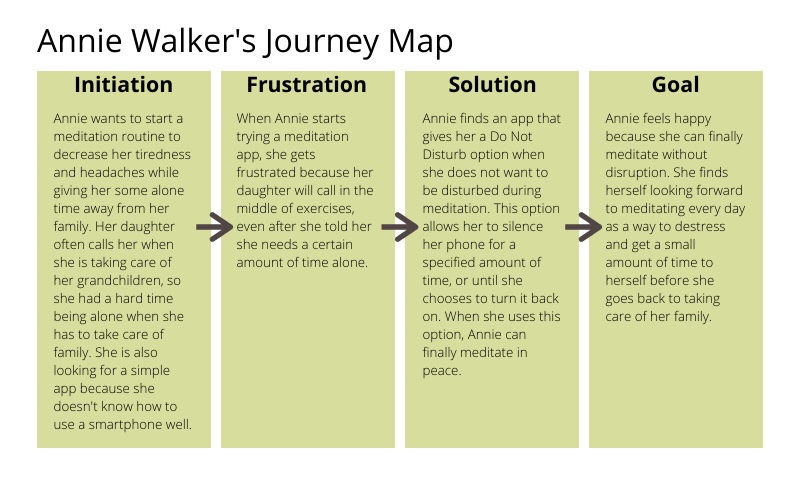 Annie Walker's Journey Map
Initiation
Annie wants to start a
meditation routine to
decrease her tiredness
and headaches while
giving her some alone
time away from her
family. Her daughter
often calls her when
she is taking care of
her grandchildren, so
she had a hard time
being alone when she
has to take care of
family. She is also
looking for a simple
app because she
doesn't know how to
use a smartphone well.
Frustration
When Annie starts
trying a meditation
app, she gets
frustrated because her
daughter will call in the
middle of exercises,
even after she told her
she needs a certain
amount of time alone.
Solution
Annie finds an app that
gives her a Do Not
Disturb option when
she does not want to
be disturbed during
meditation. This option
allows her to silence
her phone for a
specified amount of
time, or until she
chooses to turn it back
on. When she uses this
option, Annie can
finally meditate in
peace.
Goal
Annie feels happy
because she can finally
meditate without
disruption. She finds
herself looking forward
to meditating every day
as a way to destress
and get a small
amount of time to
herself before she
goes back to taking
care of her family.